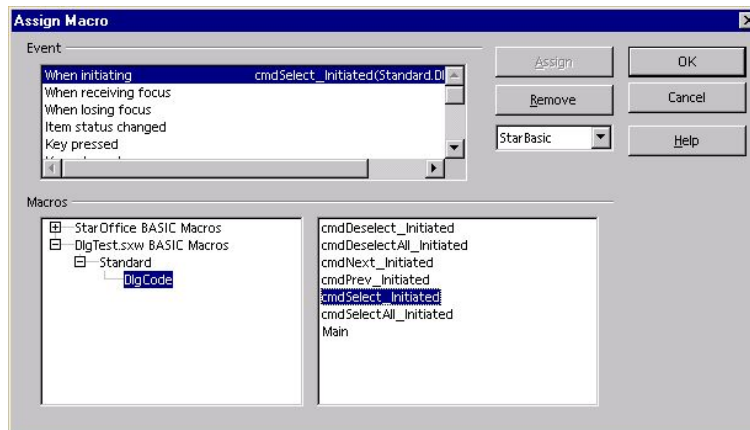 Assign Macro
Event
When initiating cmdSelect_Initiated(Standard.Dl
When receiving focus
When losing focus
Item status changed
Key pressed
Assign
Remove
StarBasic
OK
Cancel
Help
Macros
StarOffice BASIC Macros
DlgTest.sxw BASIC Macros
Standard
DlgCode
cmdDeselect_Initiated
cmdDeselectAll_Initiated
cmdNext_Initiated
cmdPrev_Initiated
cmdSelect_Initiated
cmdSelectAll_Initiated
Main